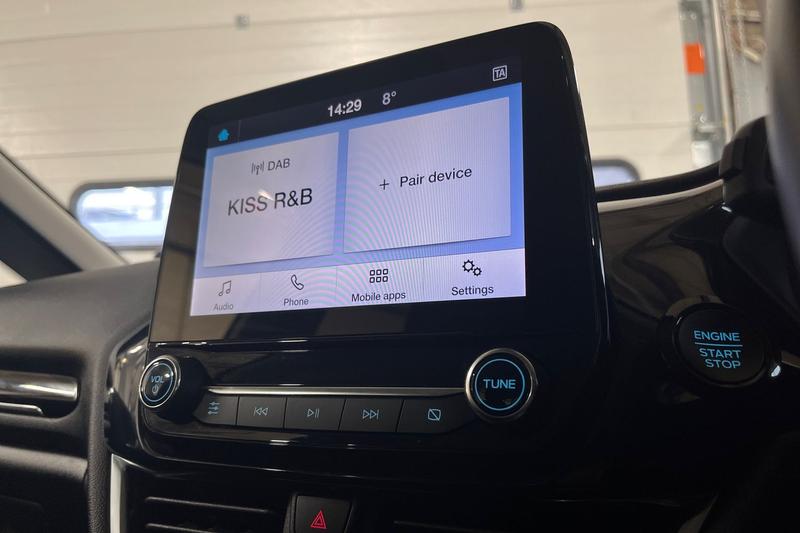 14:29 8° TA
DAB
KISS R&B
+ Pair device
Audio
Phone
Mobile apps
Settings
VOL
TUNE
ENGINE
START
STOP